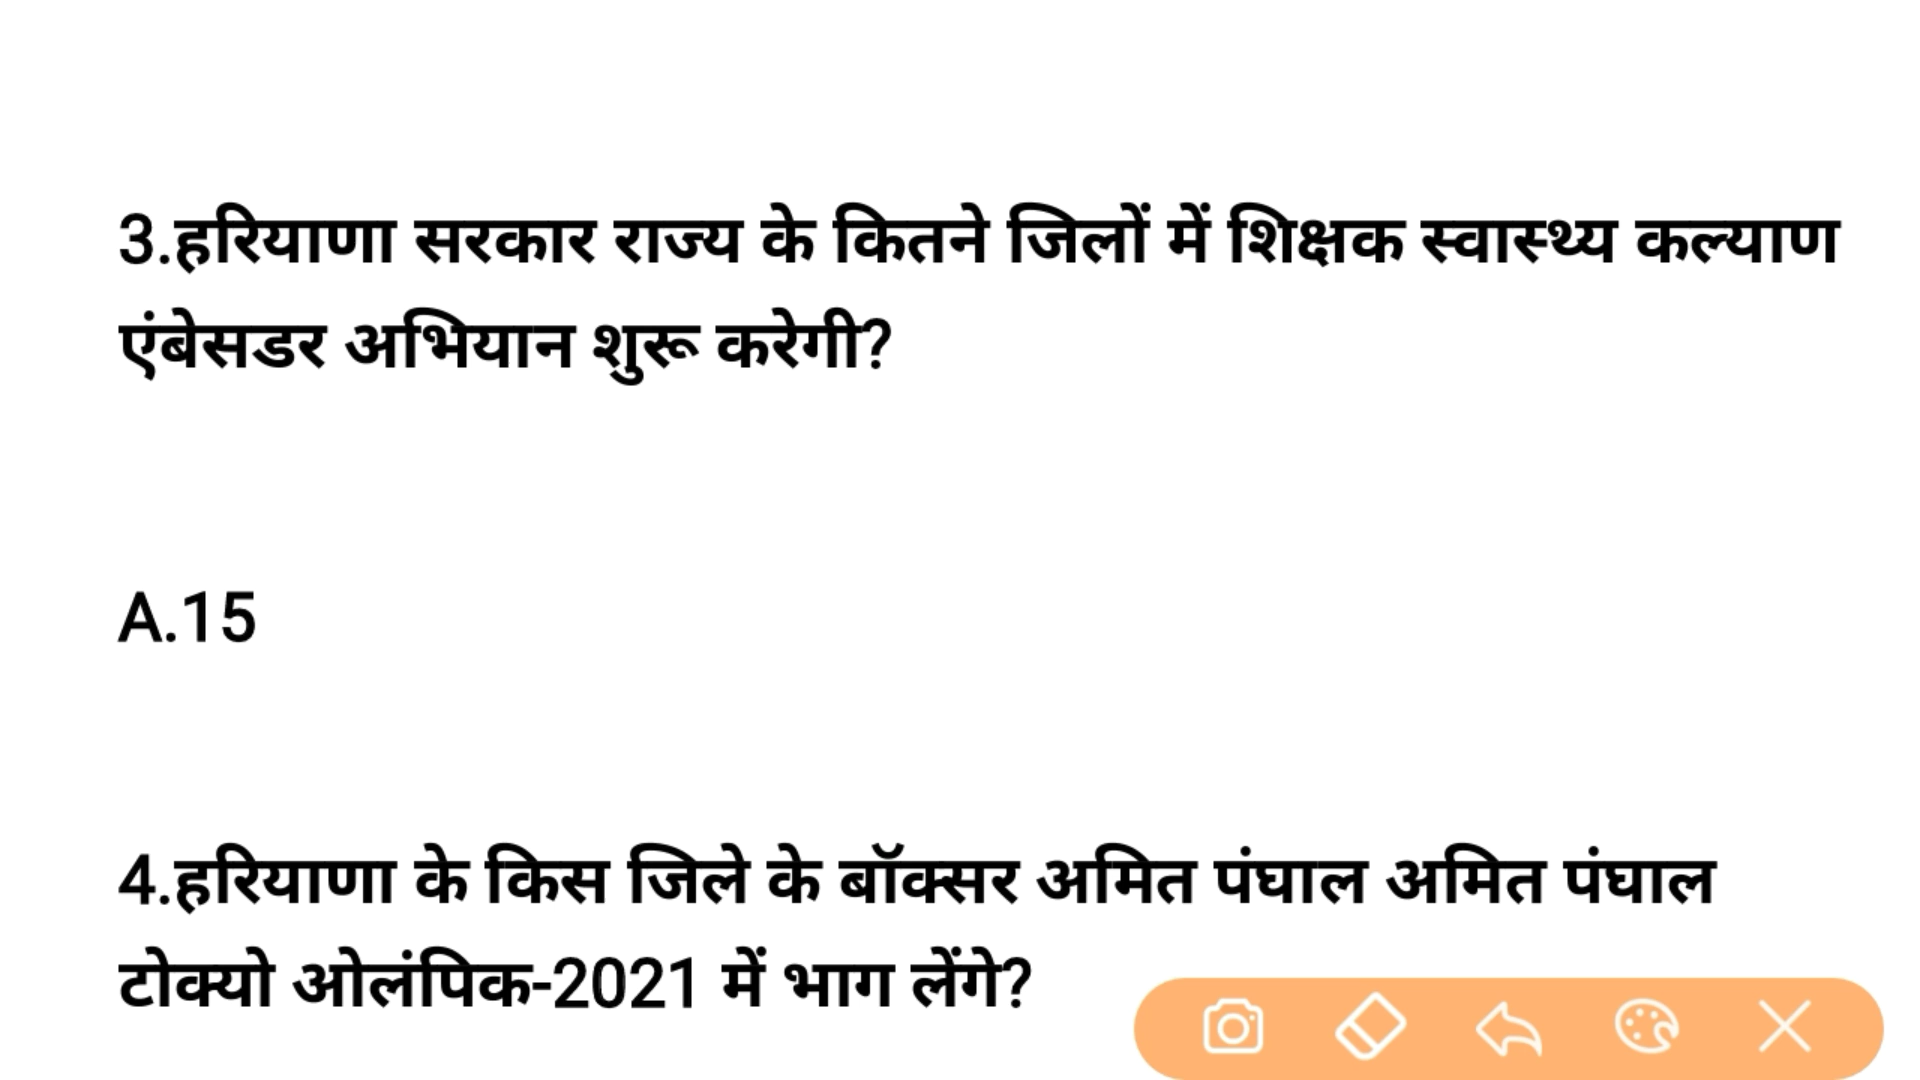 3.हरियाणा सरकार राज्य के कितने जिलों में शिक्षक स्वास्थ्य कल्याण
एंबेसडर अभियान शुरू करेगी?
A.15
4.हरियाणा के किस जिले के बॉक्सर अमित पंघाल अमित पंघाल
टोक्यो ओलंपिक-2021 में भाग लेंगे?